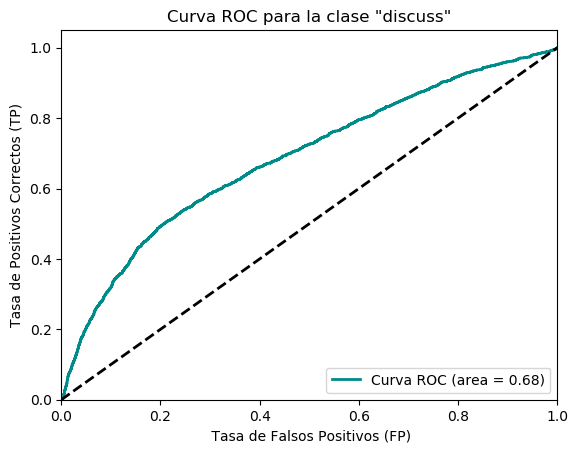 Curva ROC para la clase "discuss"
Tasa de Positivos Correctos (TP)
1.0
0.8
0.6
0.4
0.2
0.0
0.0 0.2 0.4 0.6 0.8 1.0
Curva ROC (area = 0.68)
Tasa de Falsos Positivos (FP)